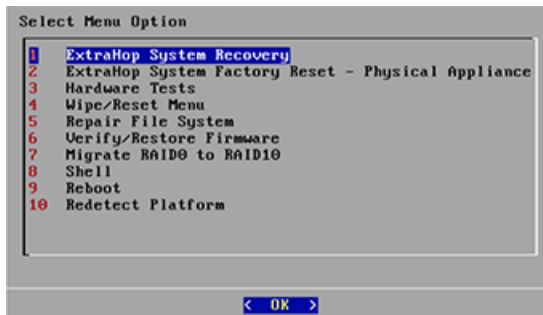 Select Menu Option
1 ExtraHop System Recovery
2 ExtraHop System Factory Reset - Physical Appliance
3 Hardware Tests
4 Wipe/Reset Menu
5 Repair File System
6 Verify/Restore Firmware
7 Migrate RAID0 to RAID10
8 Shell
9 Reboot
10 Redetect Platform
< OK >